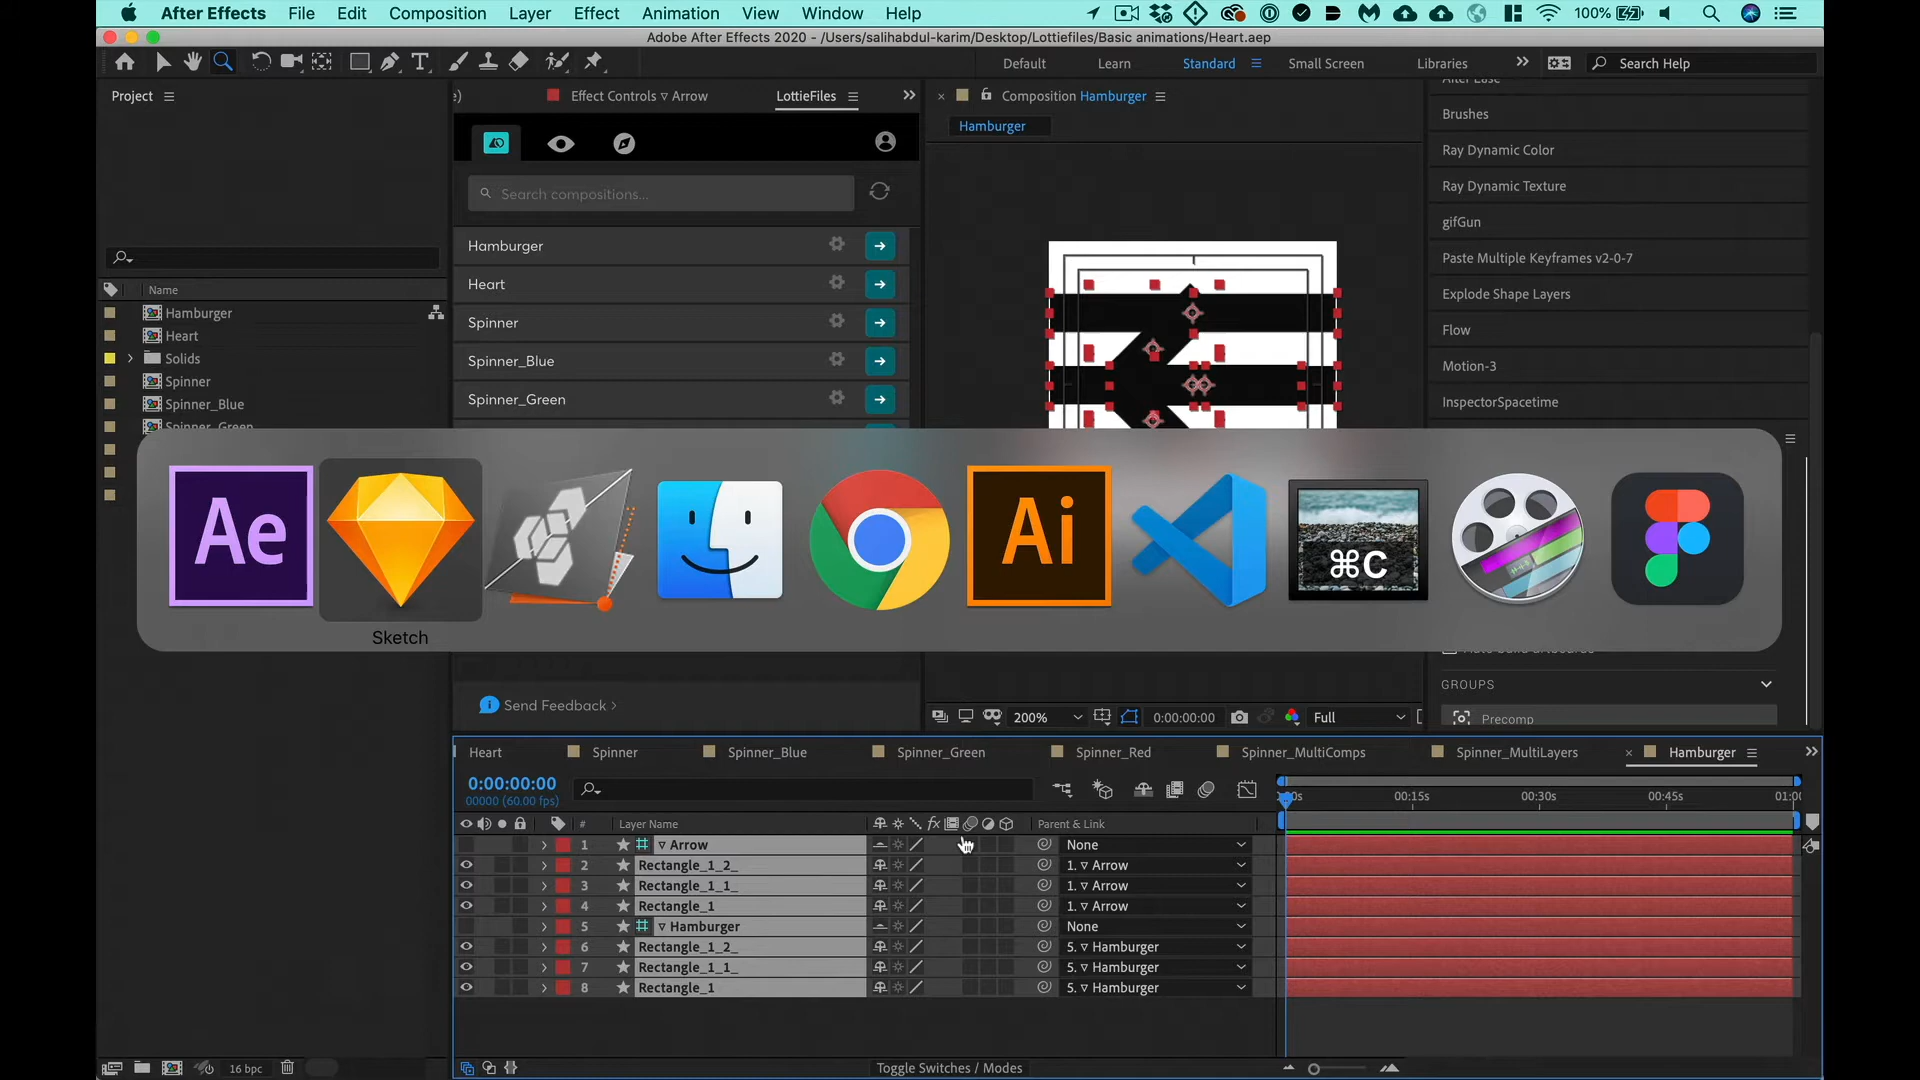 After Effects File Edit Composition Layer Effect Animation View Window Help 100%
Adobe After Effects 2020 - /Users/salihabdul-karim/Desktop/Lottiefiles/Basic animations/Heart.aep
Default Learn Standard Small Screen Libraries Search Help
Project
Effect Controls ▿ Arrow
LottieFiles
Composition Hamburger
Hamburger
Search compositions...
Hamburger
Heart
Spinner
Spinner_Blue
Spinner_Green
Name
Hamburger
Heart
Solids
Spinner
Spinner_Blue
Spinner_Green
After Ease
Brushes
Ray Dynamic Color
Ray Dynamic Texture
gifGun
Paste Multiple Keyframes v2-0-7
Explode Shape Layers
Flow
Motion-3
InspectorSpacetime
Ae
Ai
⌘C
Sketch
GROUPS
Precomp
Send Feedback >
200% 0:00:00:00 Full
Heart Spinner Spinner_Blue Spinner_Green Spinner_Red Spinner_MultiComps Spinner_MultiLayers Hamburger
0:00:00:00
00000 (60.00 fps)
00:15s 00:30s 00:45s 01:00
# Layer Name fx Parent & Link
1 ▿ Arrow None
2 Rectangle_1_2_ 1. ▿ Arrow
3 Rectangle_1_1_ 1. ▿ Arrow
4 Rectangle_1 1. ▿ Arrow
5 ▿ Hamburger None
6 Rectangle_1_2_ 5. ▿ Hamburger
7 Rectangle_1_1_ 5. ▿ Hamburger
8 Rectangle_1 5. ▿ Hamburger
16 bpc
Toggle Switches / Modes